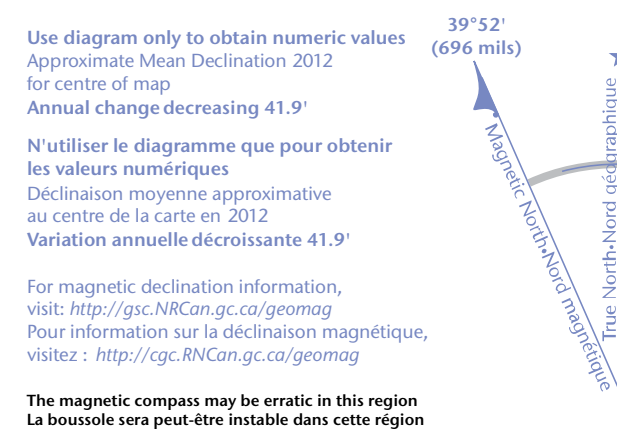 Use diagram only to obtain numeric values
Approximate Mean Declination 2012
for centre of map
Annual change decreasing 41.9'
N'utiliser le diagramme que pour obtenir
les valeurs numériques
Déclinaison moyenne approximative
au centre de la carte en 2012
Variation annuelle décroissante 41.9'
For magnetic declination information,
visit: http://gsc.NRCan.gc.ca/geomag
Pour information sur la déclinaison magnétique,
visitez : http://cgc.RNCan.gc.ca/geomag
The magnetic compass may be erratic in this region
La boussole sera peut-être instable dans cette région
39°52'
(696 mils)
Magnetic North•Nord magnétique
True North•Nord géographique